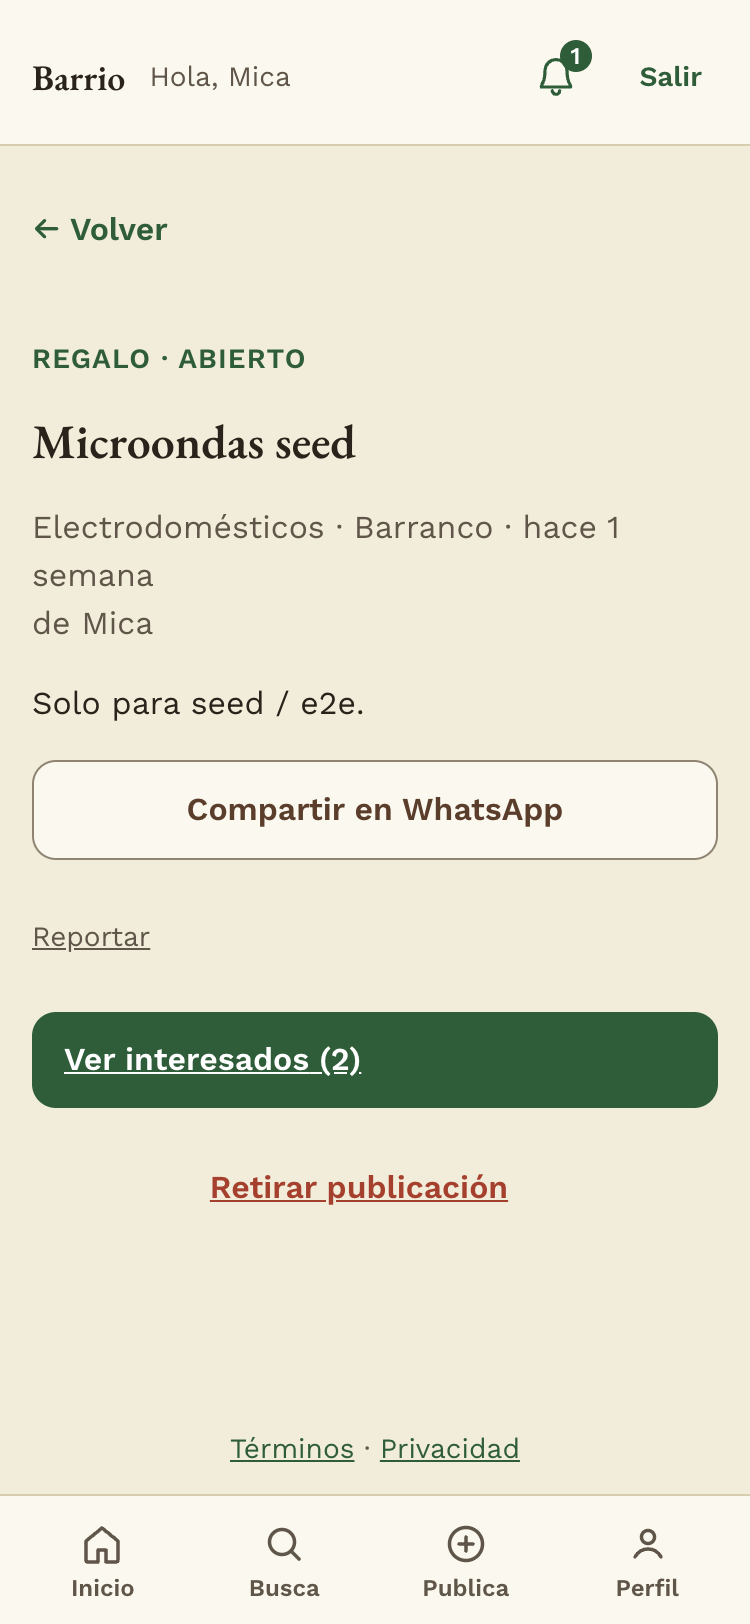 Barrio Hola, Mica 1 Salir
← Volver
REGALO · ABIERTO
Microondas seed
Electrodomésticos · Barranco · hace 1
semana
de Mica
Solo para seed / e2e.
Compartir en WhatsApp
Reportar
Ver interesados (2)
Retirar publicación
Términos · Privacidad
Inicio Busca Publica Perfil